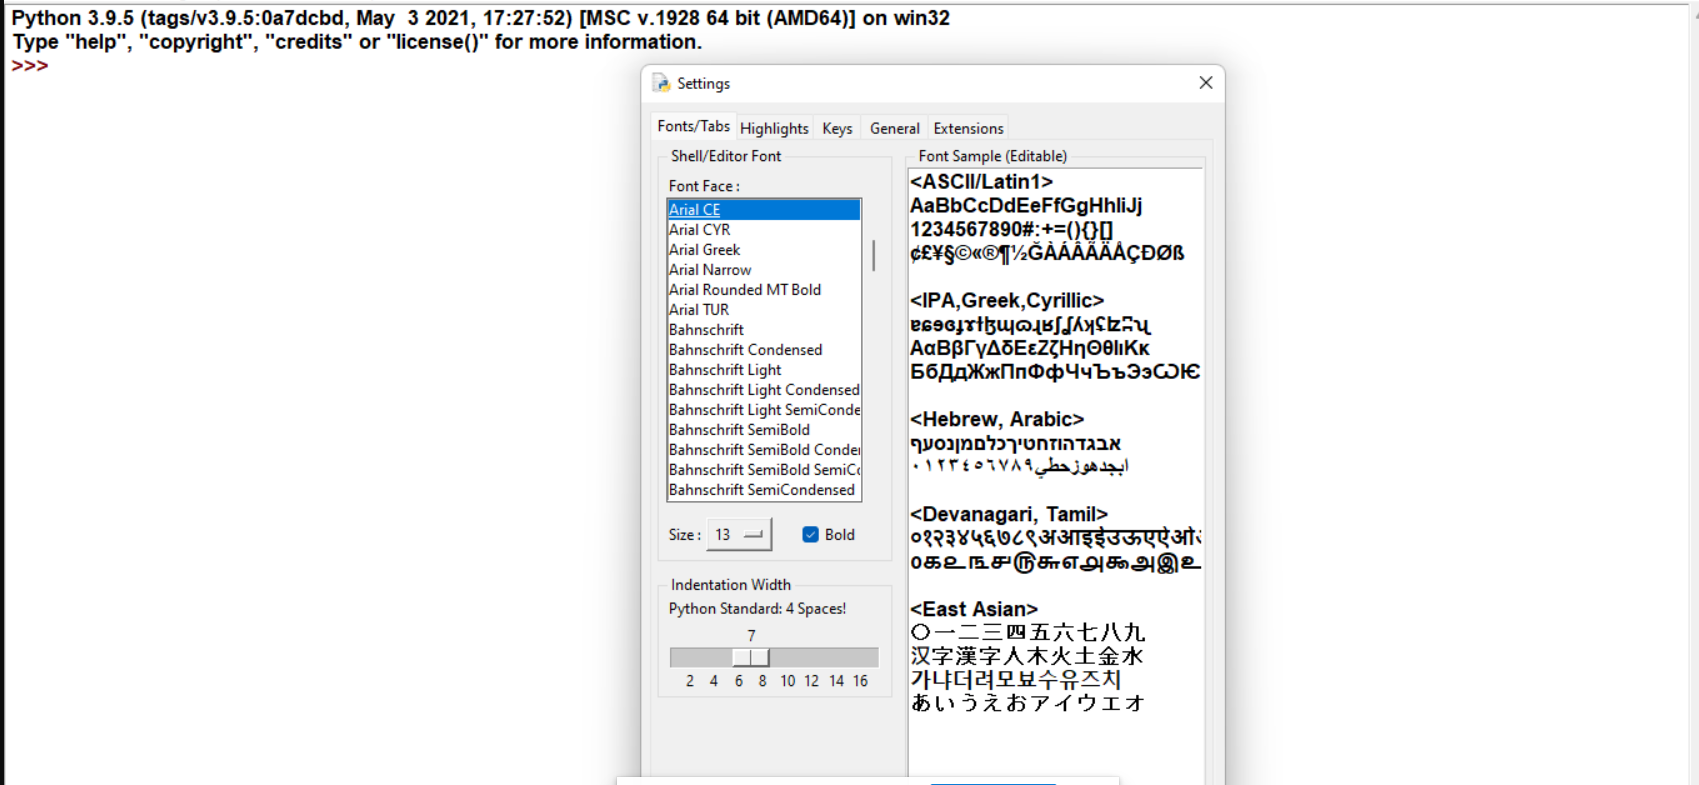 Python 3.9.5 (tags/v3.9.5:0a7dcbd, May  3 2021, 17:27:52) [MSC v.1928 64 bit (AMD64)] on win32
Type "help", "copyright", "credits" or "license()" for more information.
>>>
Settings
Fonts/Tabs Highlights Keys General Extensions
Shell/Editor Font
Font Face :
Arial CE
Arial CYR
Arial Greek
Arial Narrow
Arial Rounded MT Bold
Arial TUR
Bahnschrift
Bahnschrift Condensed
Bahnschrift Light
Bahnschrift Light Condensed
Bahnschrift Light SemiConde
Bahnschrift SemiBold
Bahnschrift SemiBold Conde
Bahnschrift SemiBold SemiC
Bahnschrift SemiCondensed
Size : 13 Bold
Indentation Width
Python Standard: 4 Spaces!
7
2 4 6 8 10 12 14 16
Font Sample (Editable)
<ASCII/Latin1>
AaBbCcDdEeFfGgHhIiJj
1234567890#:+=(){}[]
¢£¥§©«®¶½ĞÀÁÂÃÄÅÇÐØß
<IPA,Greek,Cyrillic>
ΑαΒβΓγΔδΕεΖζΗηΘθΙιΚκ
БбДдЖжПпФфЧчЪъЭэѠѤ
<Hebrew, Arabic>
אבגדהוזחטיךכלםמןנסעף
ابجدهوزحطي٠١٢٣٤٥٦٧٨٩
<Devanagari, Tamil>
०१२३४५६७८९अआइईउऊएऐओ
௦௧௨௩௪௫௬௭௮௯அஇஉ
<East Asian>
〇一二三四五六七八九
汉字漢字人木火土金水
가냐더려모뵤수유즈치
あいうえおアイウエオ